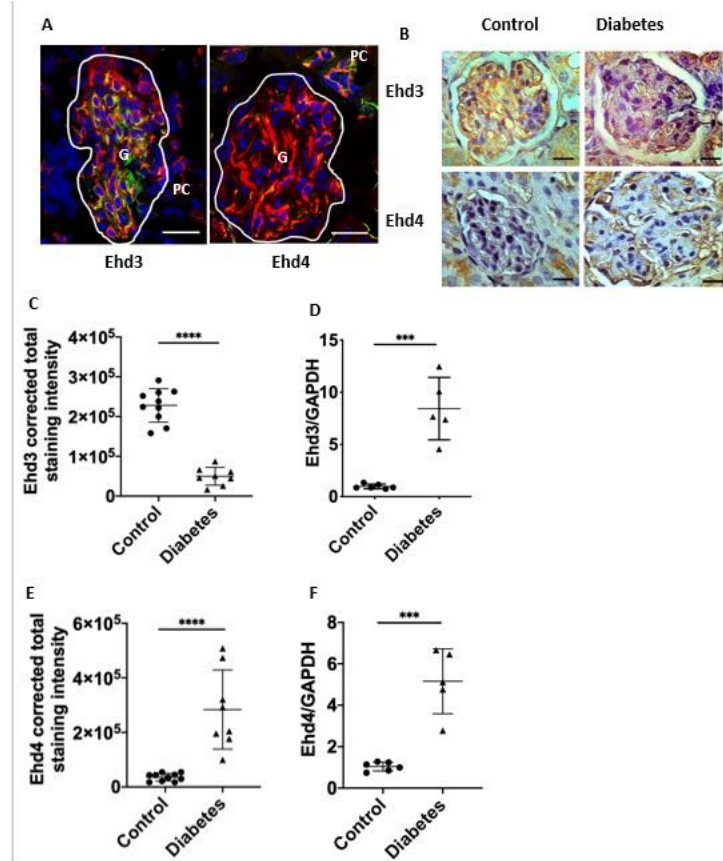 A
PC
G
PC
G
Ehd3
Ehd4
B
Control
Diabetes
Ehd3
Ehd4
C
Ehd3 corrected total
staining intensity
4×10⁵
3×10⁵
2×10⁵
1×10⁵
0
****
Control
Diabetes
D
Ehd3/GAPDH
15
10
5
0
***
Control
Diabetes
E
Ehd4 corrected total
staining intensity
6×10⁵
4×10⁵
2×10⁵
0
****
Control
Diabetes
F
Ehd4/GAPDH
8
6
4
2
0
***
Control
Diabetes